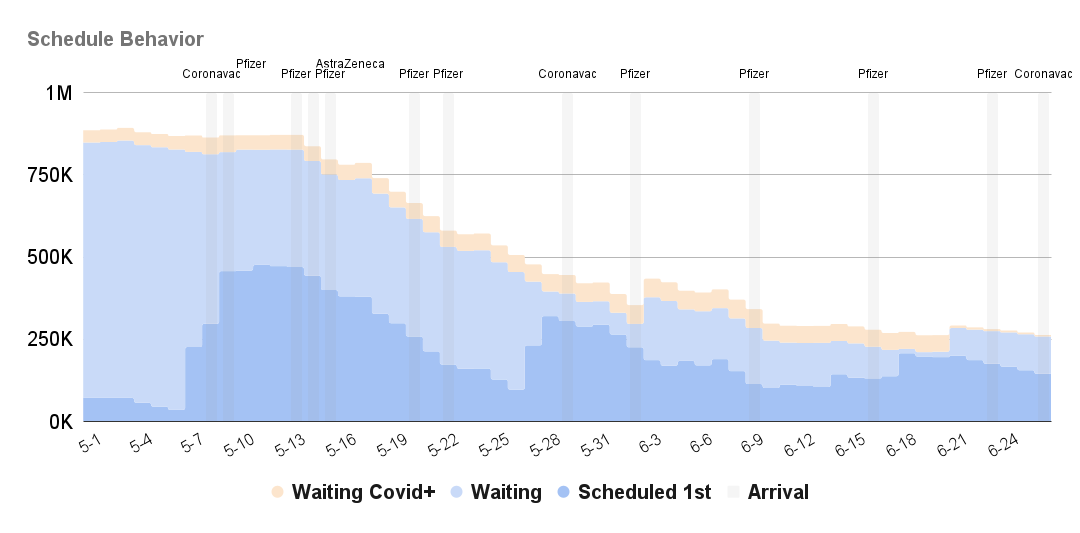 Schedule Behavior
Pfizer AstraZeneca
Coronavac Pfizer Pfizer Pfizer Pfizer Coronavac Pfizer Pfizer Pfizer Pfizer Coronavac
1M
750K
500K
250K
0K
5-1 5-4 5-7 5-10 5-13 5-16 5-19 5-22 5-25 5-28 5-31 6-3 6-6 6-9 6-12 6-15 6-18 6-21 6-24
Waiting Covid+ Waiting Scheduled 1st Arrival